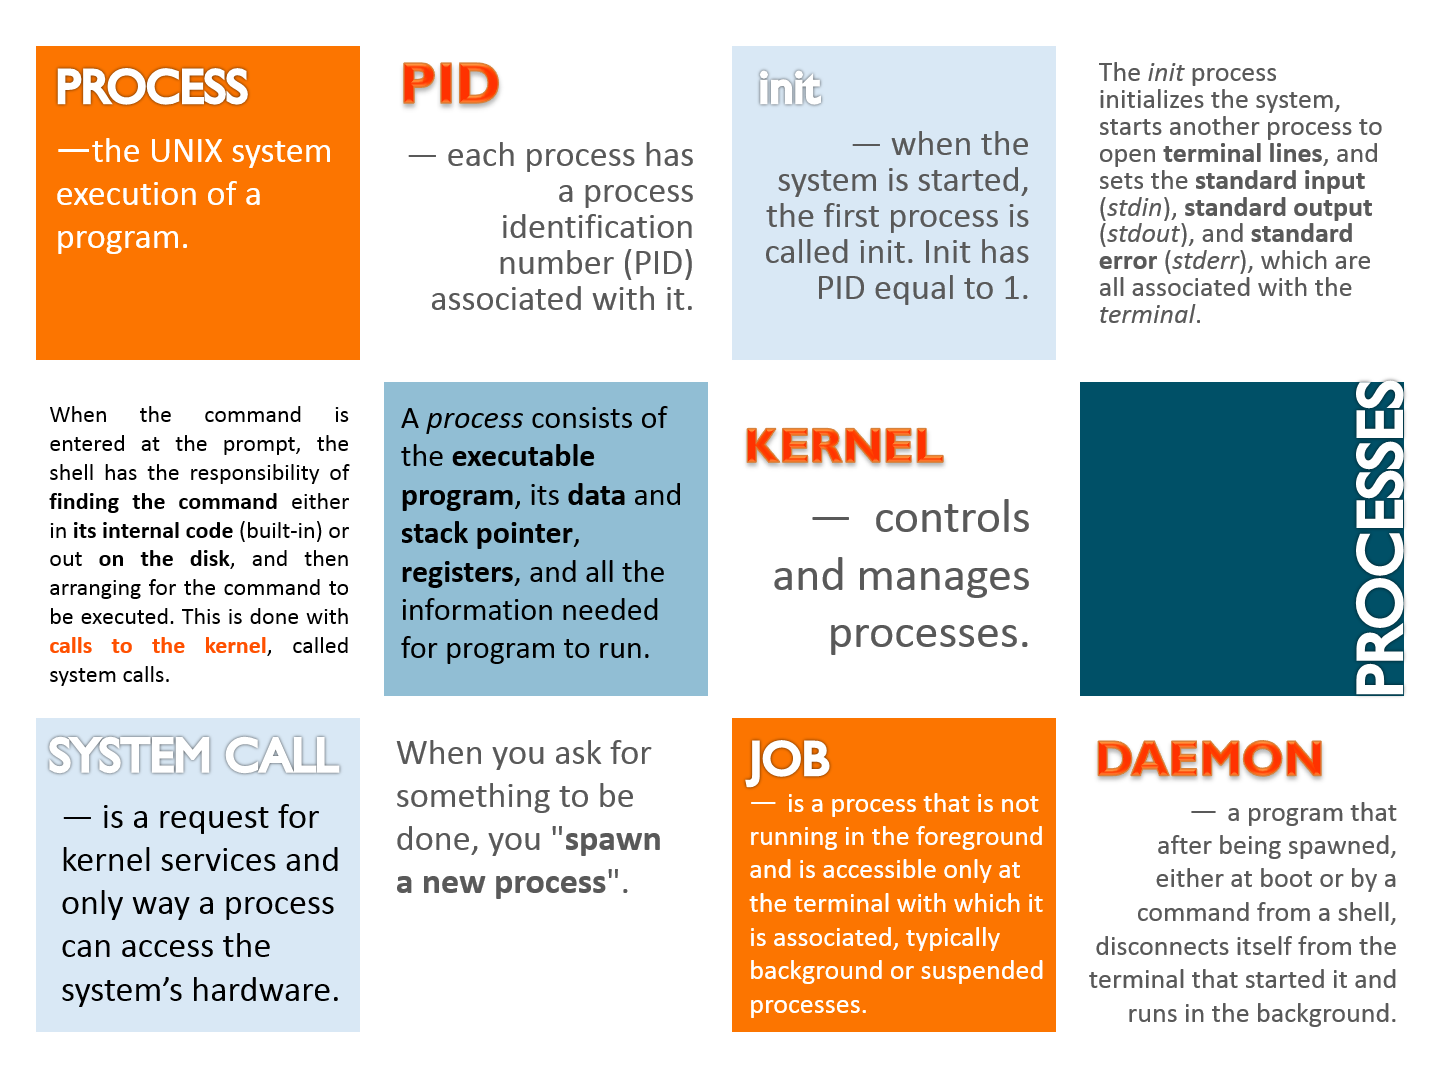 PROCESS
—the UNIX system
execution of a
program.
PID
— each process has
a process
identification
number (PID)
associated with it.
init
— when the
system is started,
the first process is
called init. Init has
PID equal to 1.
The init process
initializes the system,
starts another process to
open terminal lines, and
sets the standard input
(stdin), standard output
(stdout), and standard
error (stderr), which are
all associated with the
terminal.
When the command is
entered at the prompt, the
shell has the responsibility of
finding the command either
in its internal code (built-in) or
out on the disk, and then
arranging for the command to
be executed. This is done with
calls to the kernel, called
system calls.
A process consists of
the executable
program, its data and
stack pointer,
registers, and all the
information needed
for program to run.
KERNEL
— controls
and manages
processes.
PROCESSES
SYSTEM CALL
— is a request for
kernel services and
only way a process
can access the
system’s hardware.
When you ask for
something to be
done, you "spawn
a new process".
JOB
— is a process that is not
running in the foreground
and is accessible only at
the terminal with which it
is associated, typically
background or suspended
processes.
DAEMON
— a program that
after being spawned,
either at boot or by a
command from a shell,
disconnects itself from the
terminal that started it and
runs in the background.